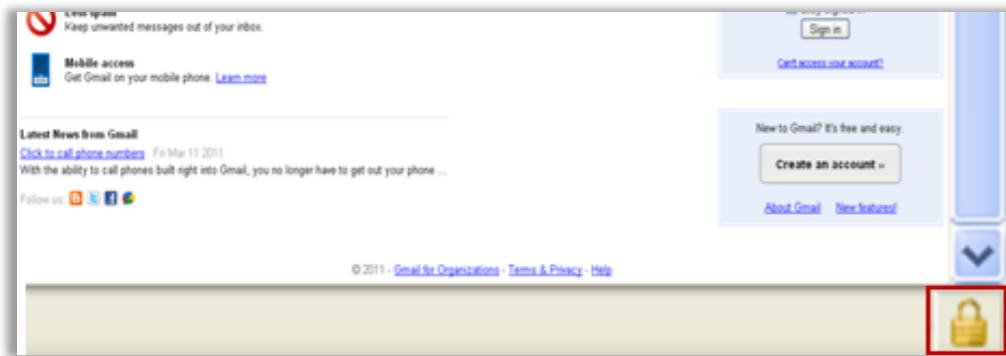 Less spam
Keep unwanted messages out of your inbox.
Sign in
Can't access your account?
Mobile access
Get Gmail on your mobile phone. Learn more
Latest News from Gmail
Click to call phone numbers Fri Mar 11 2011
With the ability to call phones built right into Gmail, you no longer have to get out your phone ...
Follow us:
New to Gmail? It's free and easy.
Create an account »
About Gmail New features!
© 2011 - Gmail for Organizations - Terms & Privacy - Help